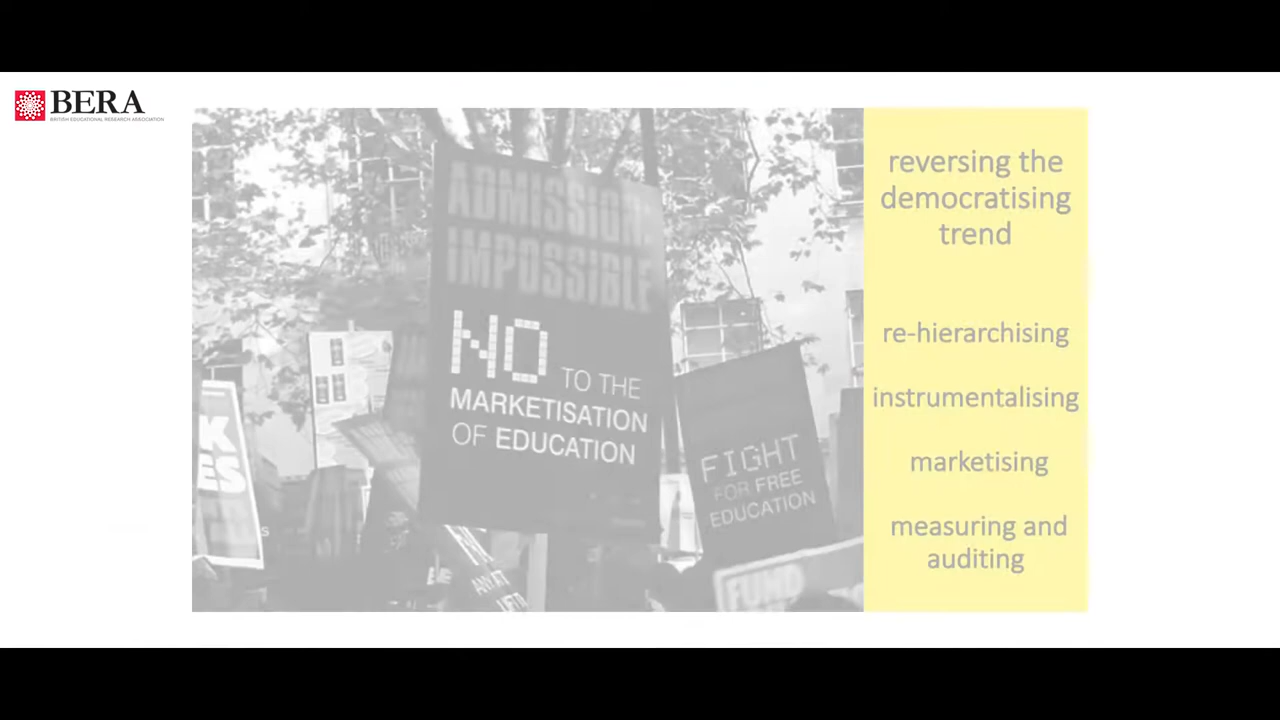 BERA
BRITISH EDUCATIONAL RESEARCH ASSOCIATION
ADMISSION:
IMPOSSIBLE
NO TO THE
MARKETISATION
OF EDUCATION
FIGHT
FOR FREE
EDUCATION
FUND
reversing the
democratising
trend
re-hierarchising
instrumentalising
marketising
measuring and
auditing